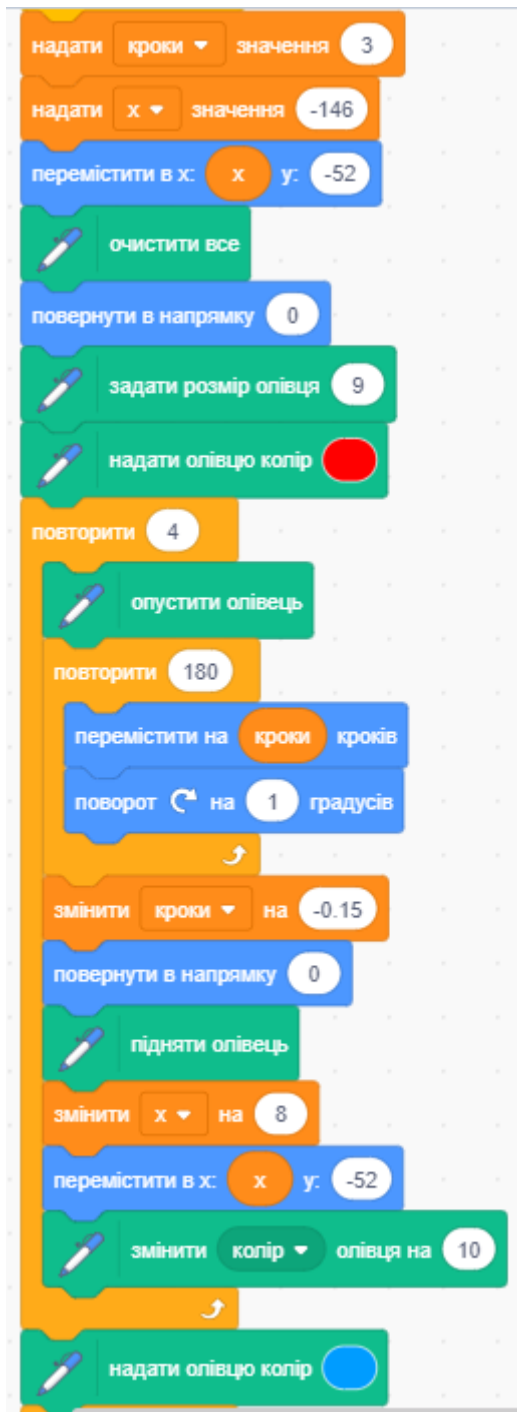 надати кроки значення 3
надати x значення -146
перемістити в x: x y: -52
очистити все
повернути в напрямку 0
задати розмір олівця 9
надати олівцю колір
повторити 4
опустити олівець
повторити 180
перемістити на кроки кроків
поворот на 1 градусів
змінити кроки на -0.15
повернути в напрямку 0
підняти олівець
змінити x на 8
перемістити в x: x y: -52
змінити колір олівця на 10
надати олівцю колір